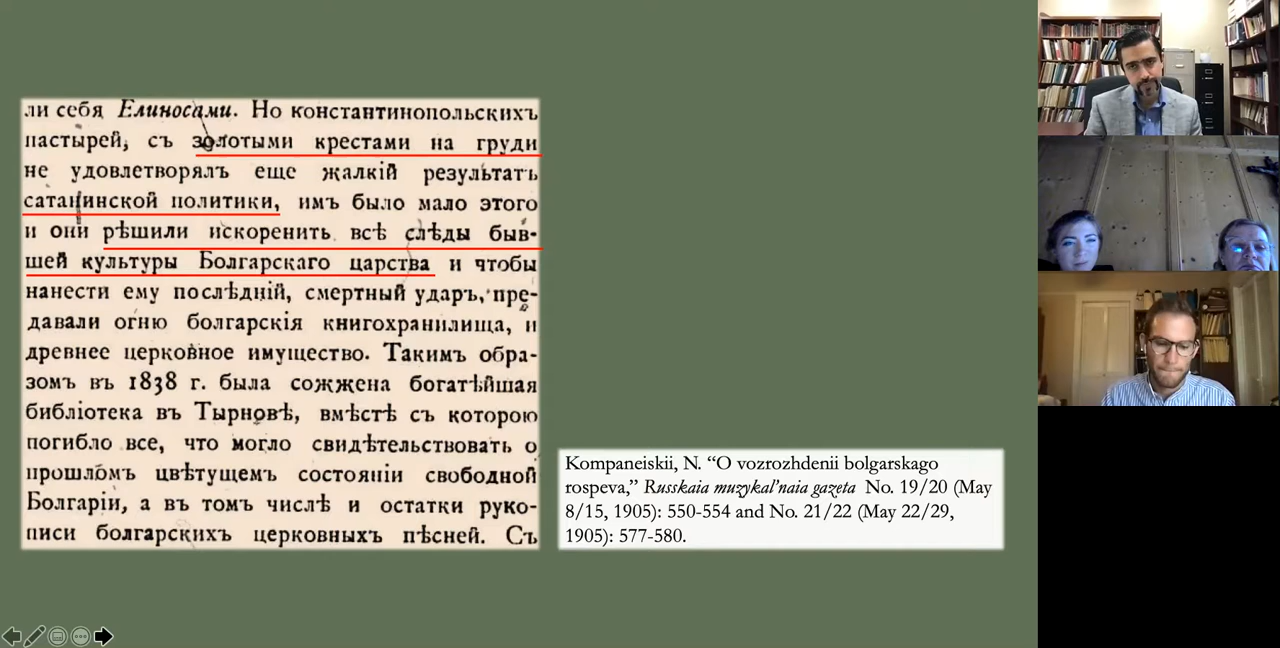 ли себя Елиносами. Но константинопольскихъ
пастырей, съ золотыми крестами на груди
не удовлетворялъ еще жалкій результатъ
сатанинской политики, имъ было мало этого
и они рѣшили искоренить всѣ слѣды быв-
шей культуры Болгарскаго царства и чтобы
нанести ему послѣдній, смертный ударъ, пре-
давали огню болгарскія книгохранилища, и
древнее церковное имущество. Такимъ обра-
зомъ въ 1838 г. была сожжена богатѣйшая
библіотека въ Тырновѣ, вмѣстѣ съ которою
погибло все, что могло свидѣтельствовать о
прошломъ цвѣтущемъ состояніи свободной
Болгаріи, а въ томъ числѣ и остатки руко-
писи болгарскихъ церковныхъ пѣсней. Съ
Kompaneiskii, N. “O vozrozhdenii bolgarskago
rospeva,” Russkaia muzykal’naia gazeta No. 19/20 (May
8/15, 1905): 550-554 and No. 21/22 (May 22/29,
1905): 577-580.